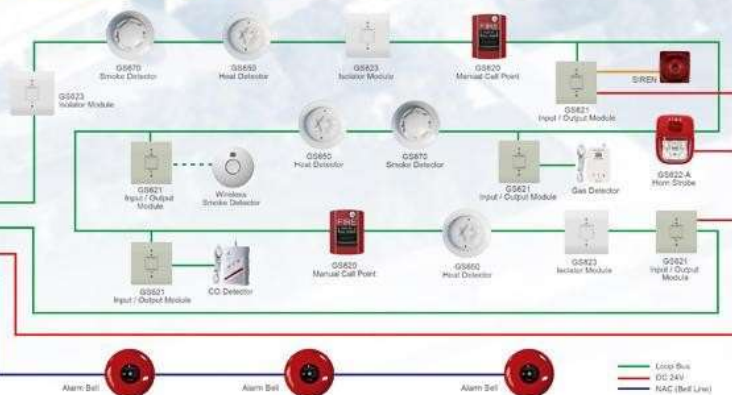 GS670
Smoke Detector
GS650
Heat Detector
GS623
Isolator Module
GS620
Manual Call Point
SIREN
GS621
Input / Output Module
GS623
Isolator Module
GS650
Heat Detector
GS670
Smoke Detector
GS621
Input / Output
Module
Wireless
Smoke Detector
GS621
Input / Output Module
Gas Detector
GS622-A
Horn Strobe
FIRE
GS621
Input / Output Module
CO Detector
GS620
Manual Call Point
GS650
Heat Detector
GS623
Isolator Module
GS621
Input / Output
Module
Alarm Bell
Alarm Bell
Alarm Bell
Loop Bus
DC 24V
NAC (Bell Line)